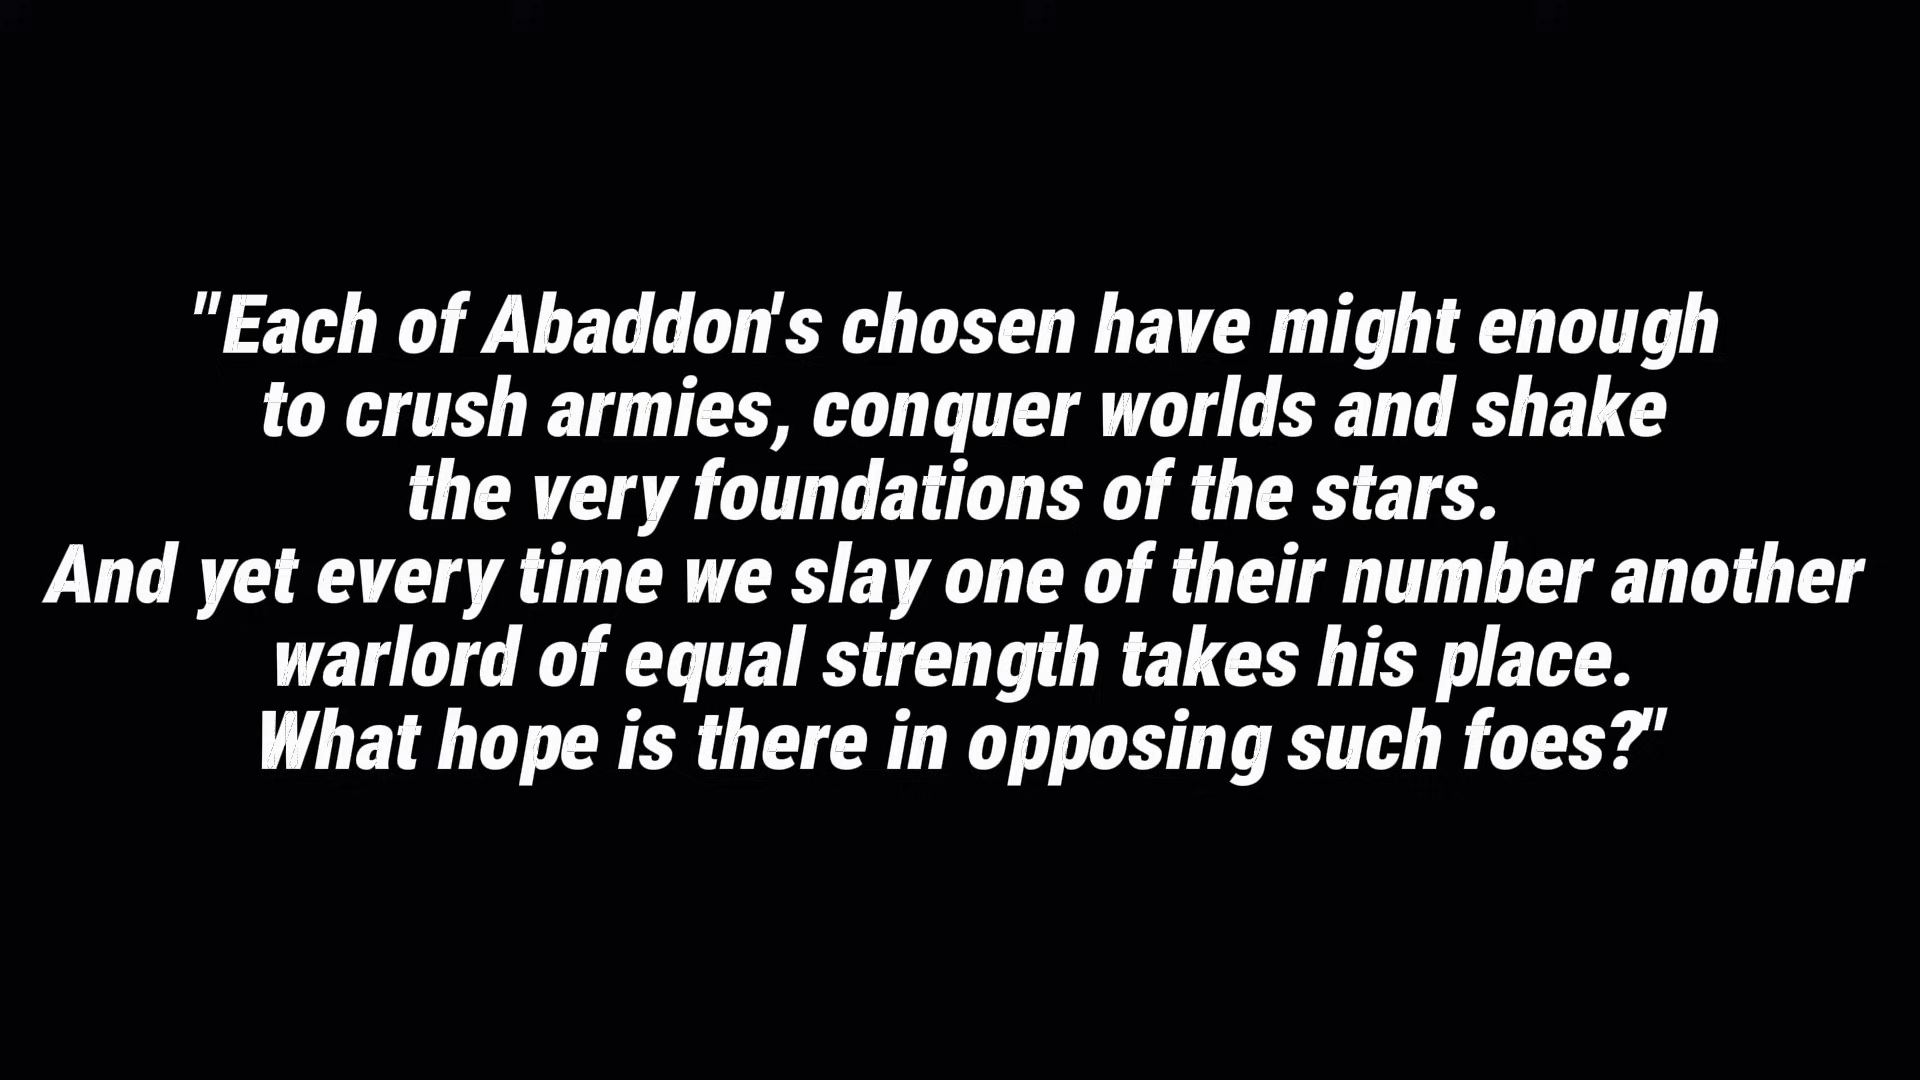 "Each of Abaddon's chosen have might enough
to crush armies, conquer worlds and shake
the very foundations of the stars.
And yet every time we slay one of their number another
warlord of equal strength takes his place.
What hope is there in opposing such foes?"